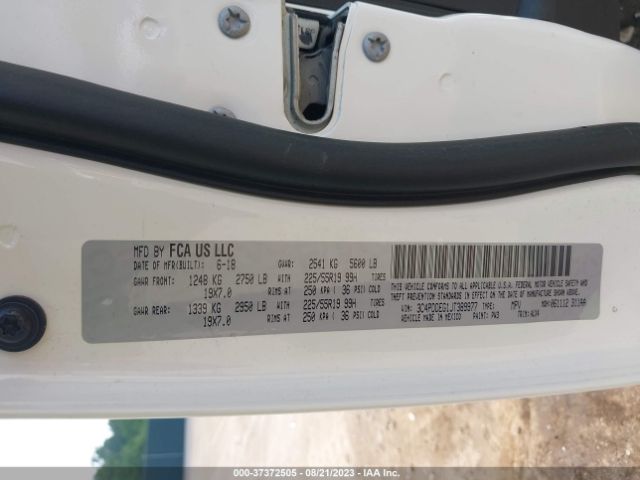 MFD BY FCA US LLC
DATE OF MFR(BUILT): 6-18 GVWR: 2541 KG 5600 LB
GAWR FRONT: 1248 KG 2750 LB WITH 225/55R19 99H TIRES
19X7.0 RIMS AT 250 KPA ( 36 PSI) COLD
GAWR REAR: 1339 KG 2950 LB WITH 225/55R19 99H TIRES
19X7.0 RIMS AT 250 KPA ( 36 PSI) COLD
THIS VEHICLE CONFORMS TO ALL APPLICABLE
U.S.A. FEDERAL MOTOR VEHICLE SAFETY AND
THEFT PREVENTION STANDARDS IN EFFECT ON
THE DATE OF MANUFACTURE SHOWN ABOVE.
VIN: 3C4PDDEG1JT389977 TYPE: MPV
VEHICLE MADE IN MEXICO PAINT: PW3 TRIM:
000-37372505 - 08/21/2023 - IAA Inc.